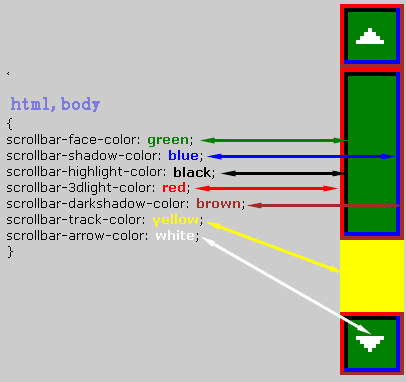 html, body
{
scrollbar-face-color: green;
scrollbar-shadow-color: blue;
scrollbar-highlight-color: black;
scrollbar-3dlight-color: red;
scrollbar-darkshadow-color: brown;
scrollbar-track-color: yellow;
scrollbar-arrow-color: white;
}